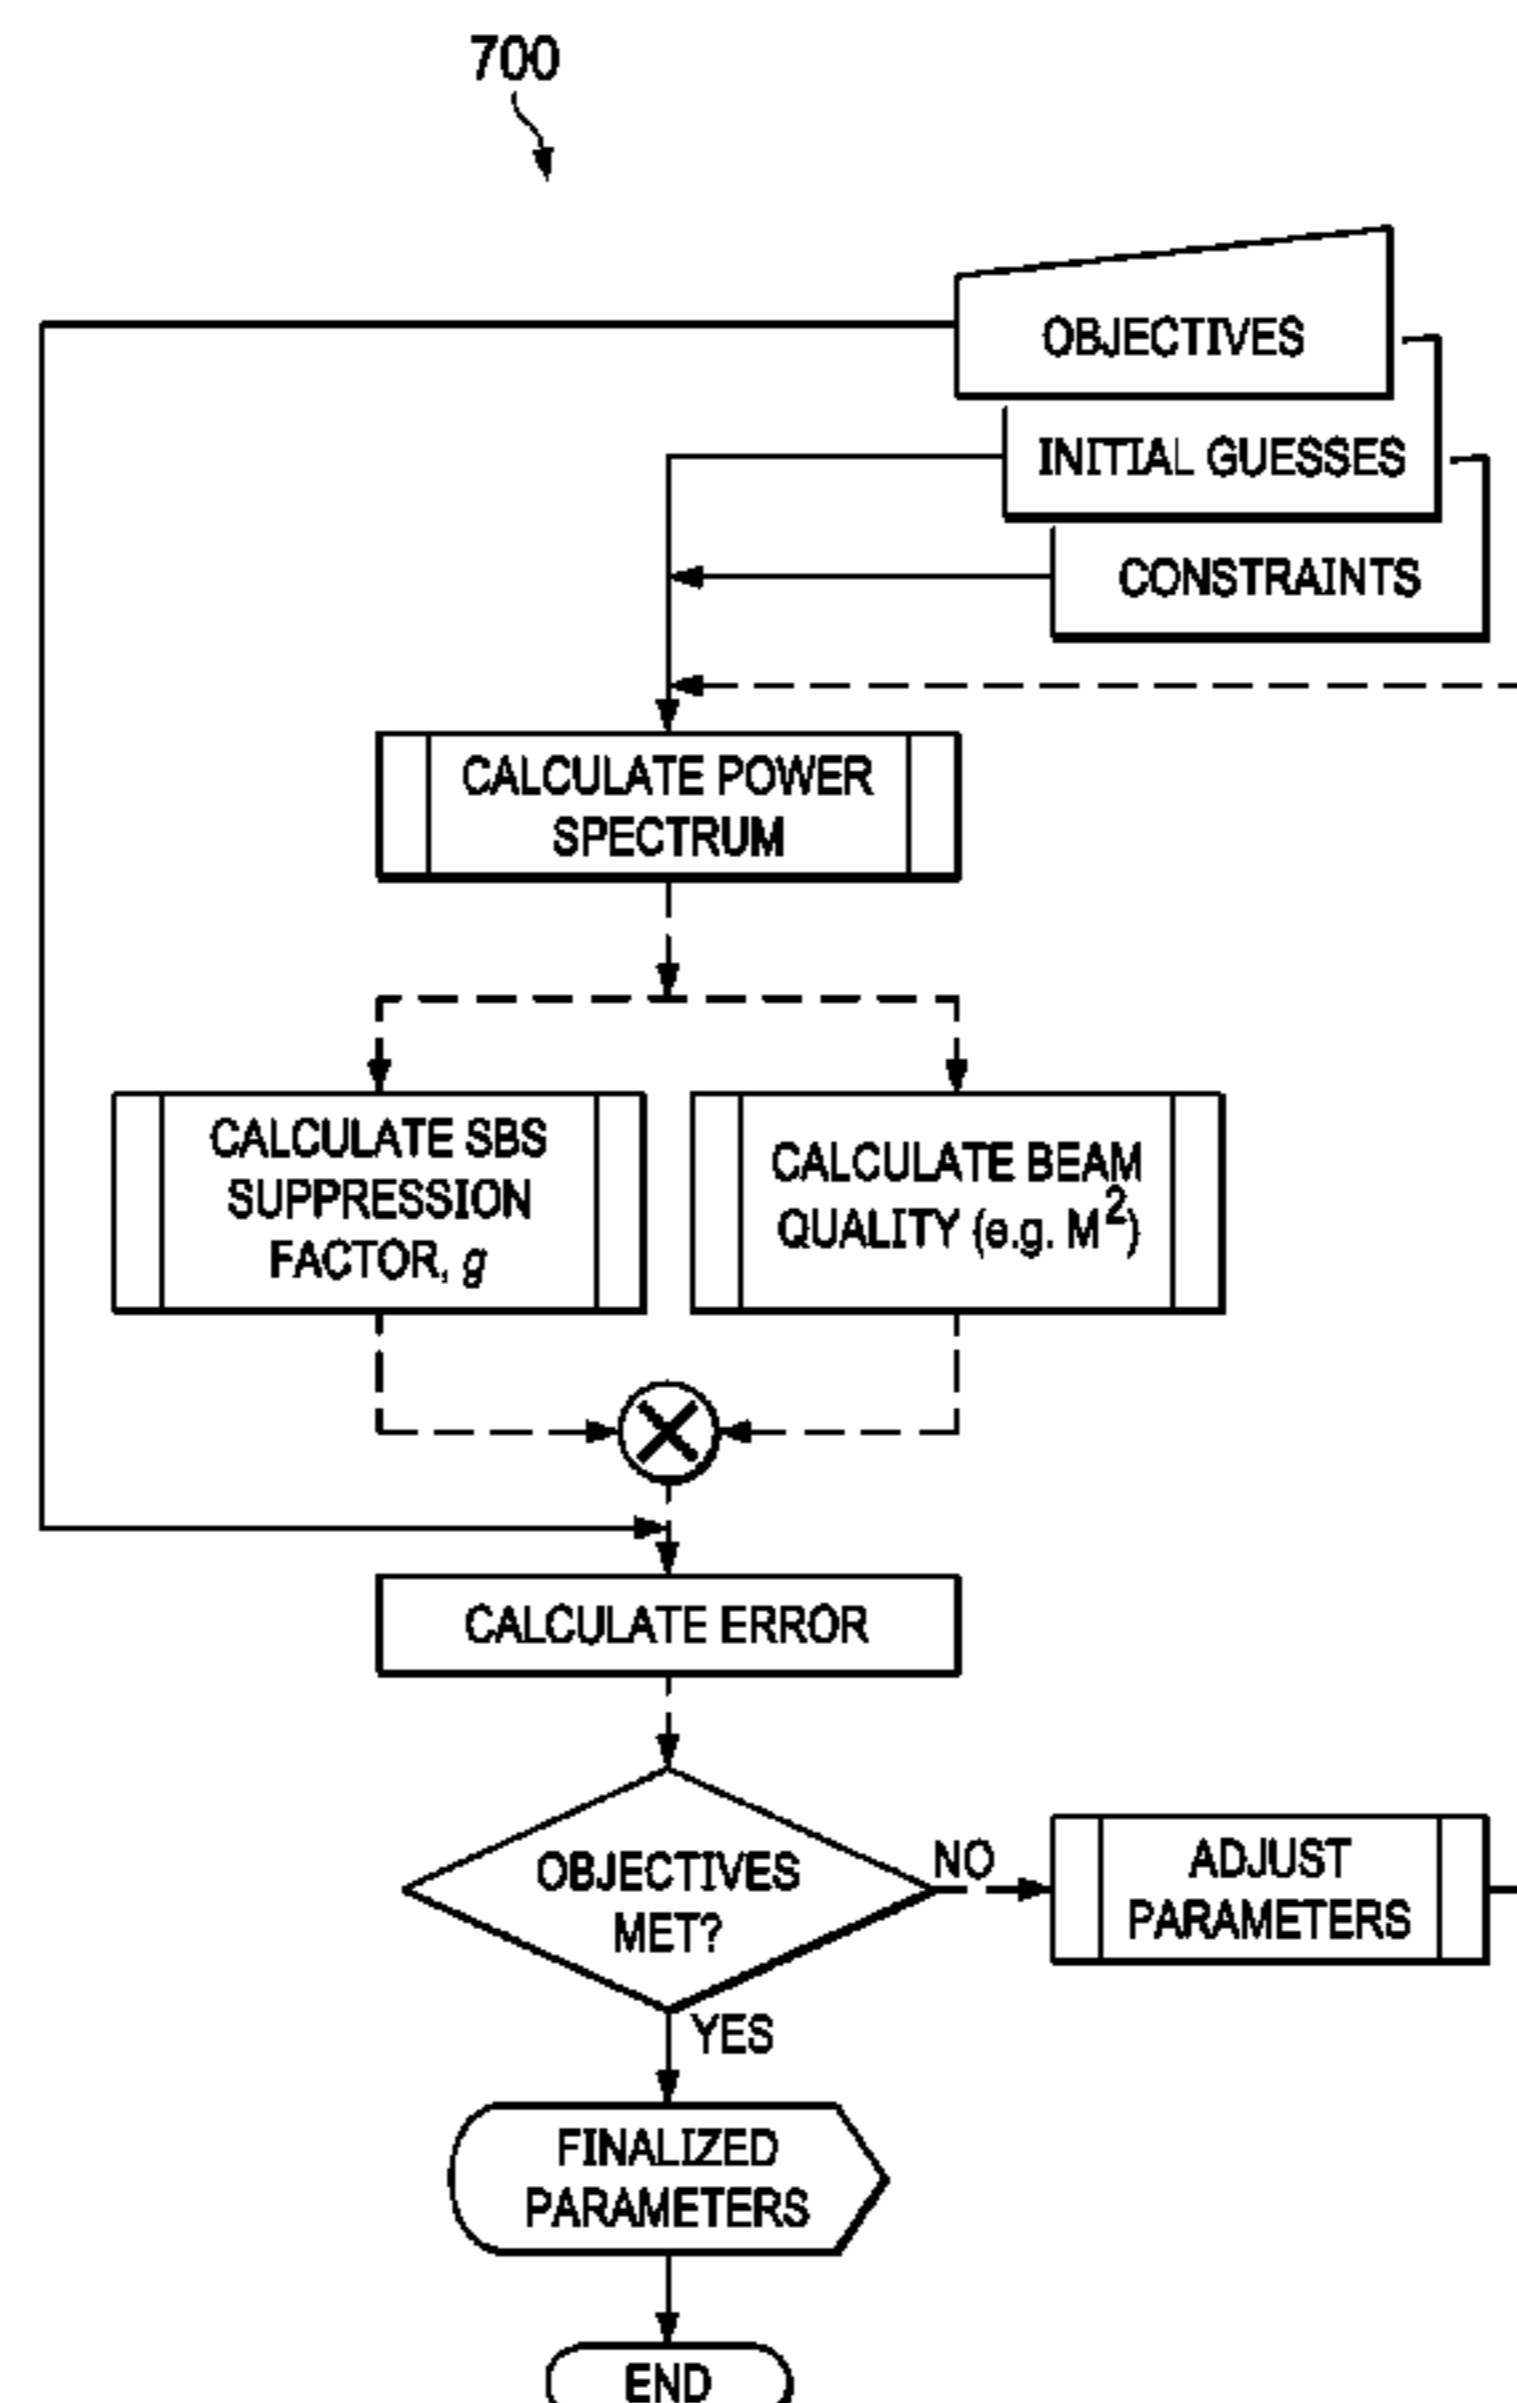 700
OBJECTIVES
INITIAL GUESSES
CONSTRAINTS
CALCULATE POWER
SPECTRUM
CALCULATE SBS
SUPPRESSION
FACTOR, g
CALCULATE BEAM
QUALITY (e.g. M²)
CALCULATE ERROR
OBJECTIVES
MET?
NO
ADJUST
PARAMETERS
YES
FINALIZED
PARAMETERS
END